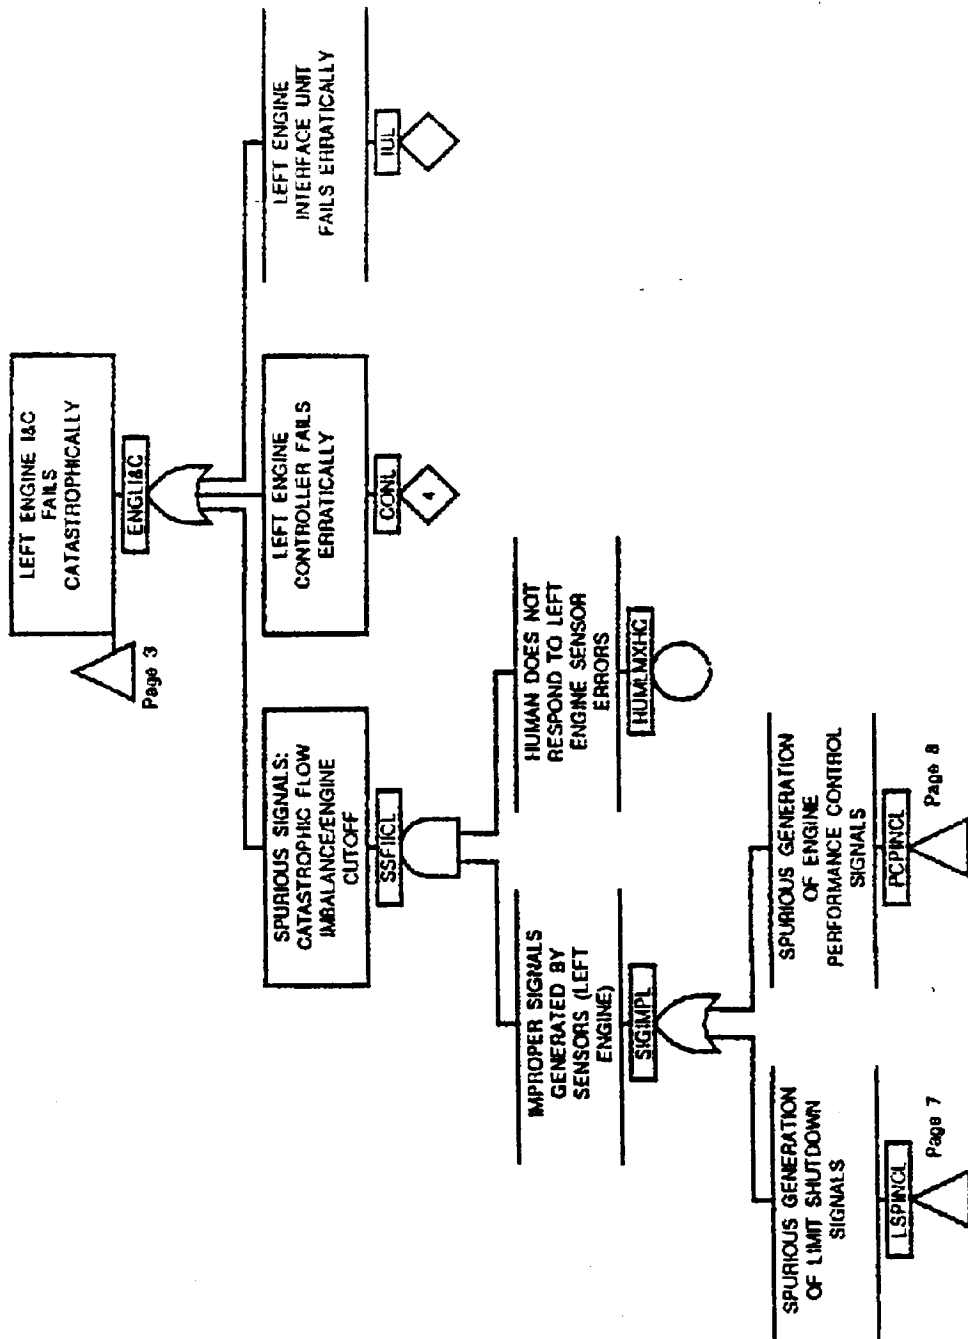 LEFT ENGINE I&C
FAILS
CATASTROPHICALLY
Page 3
ENGLI&C
SPURIOUS SIGNALS:
CATASTROPHIC FLOW
IMBALANCE/ENGINE
CUTOFF
SSFIICL
LEFT ENGINE
CONTROLLER FAILS
ERRATICALLY
CONL
4
LEFT ENGINE
INTERFACE UNIT
FAILS ERRATICALLY
IUL
IMPROPER SIGNALS
GENERATED BY
SENSORS (LEFT
ENGINE)
SIGIMPL
HUMAN DOES NOT
RESPOND TO LEFT
ENGINE SENSOR
ERRORS
HUMLMXHG
SPURIOUS GENERATION
OF LIMIT SHUTDOWN
SIGNALS
LSPINCL
Page 7
SPURIOUS GENERATION
OF ENGINE
PERFORMANCE CONTROL
SIGNALS
PCPINCL
Page 8